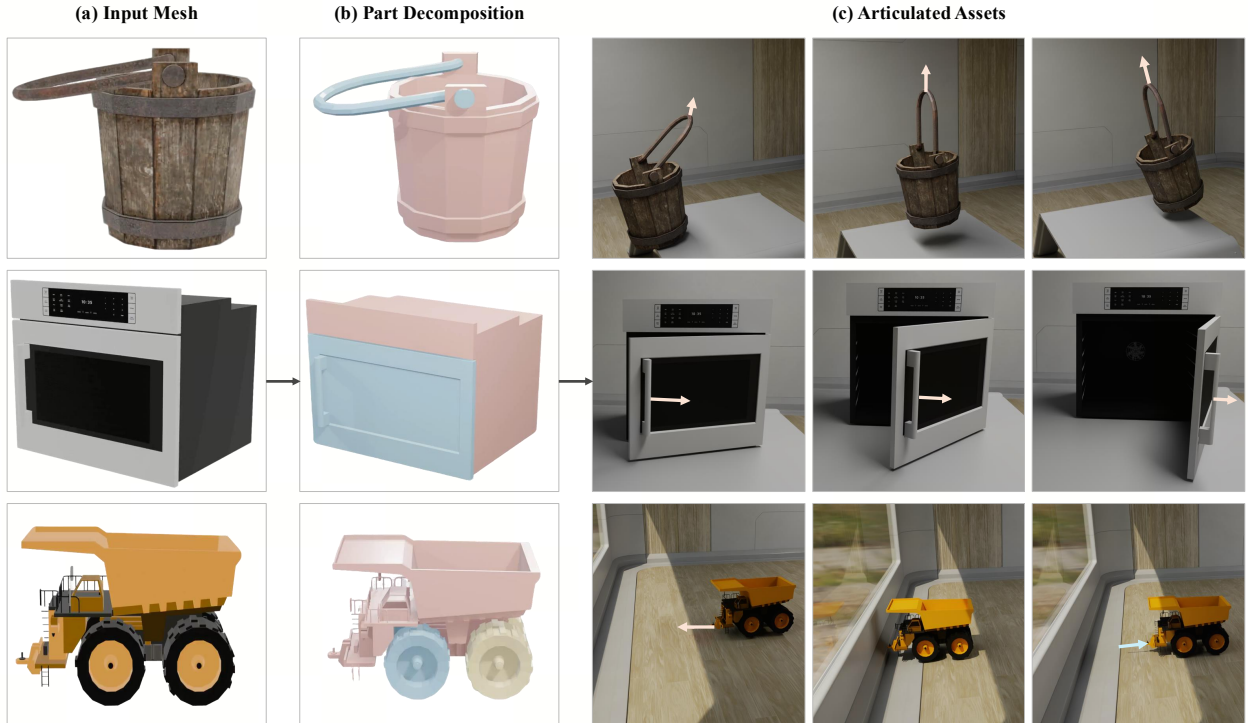 (a) Input Mesh
(b) Part Decomposition
(c) Articulated Assets